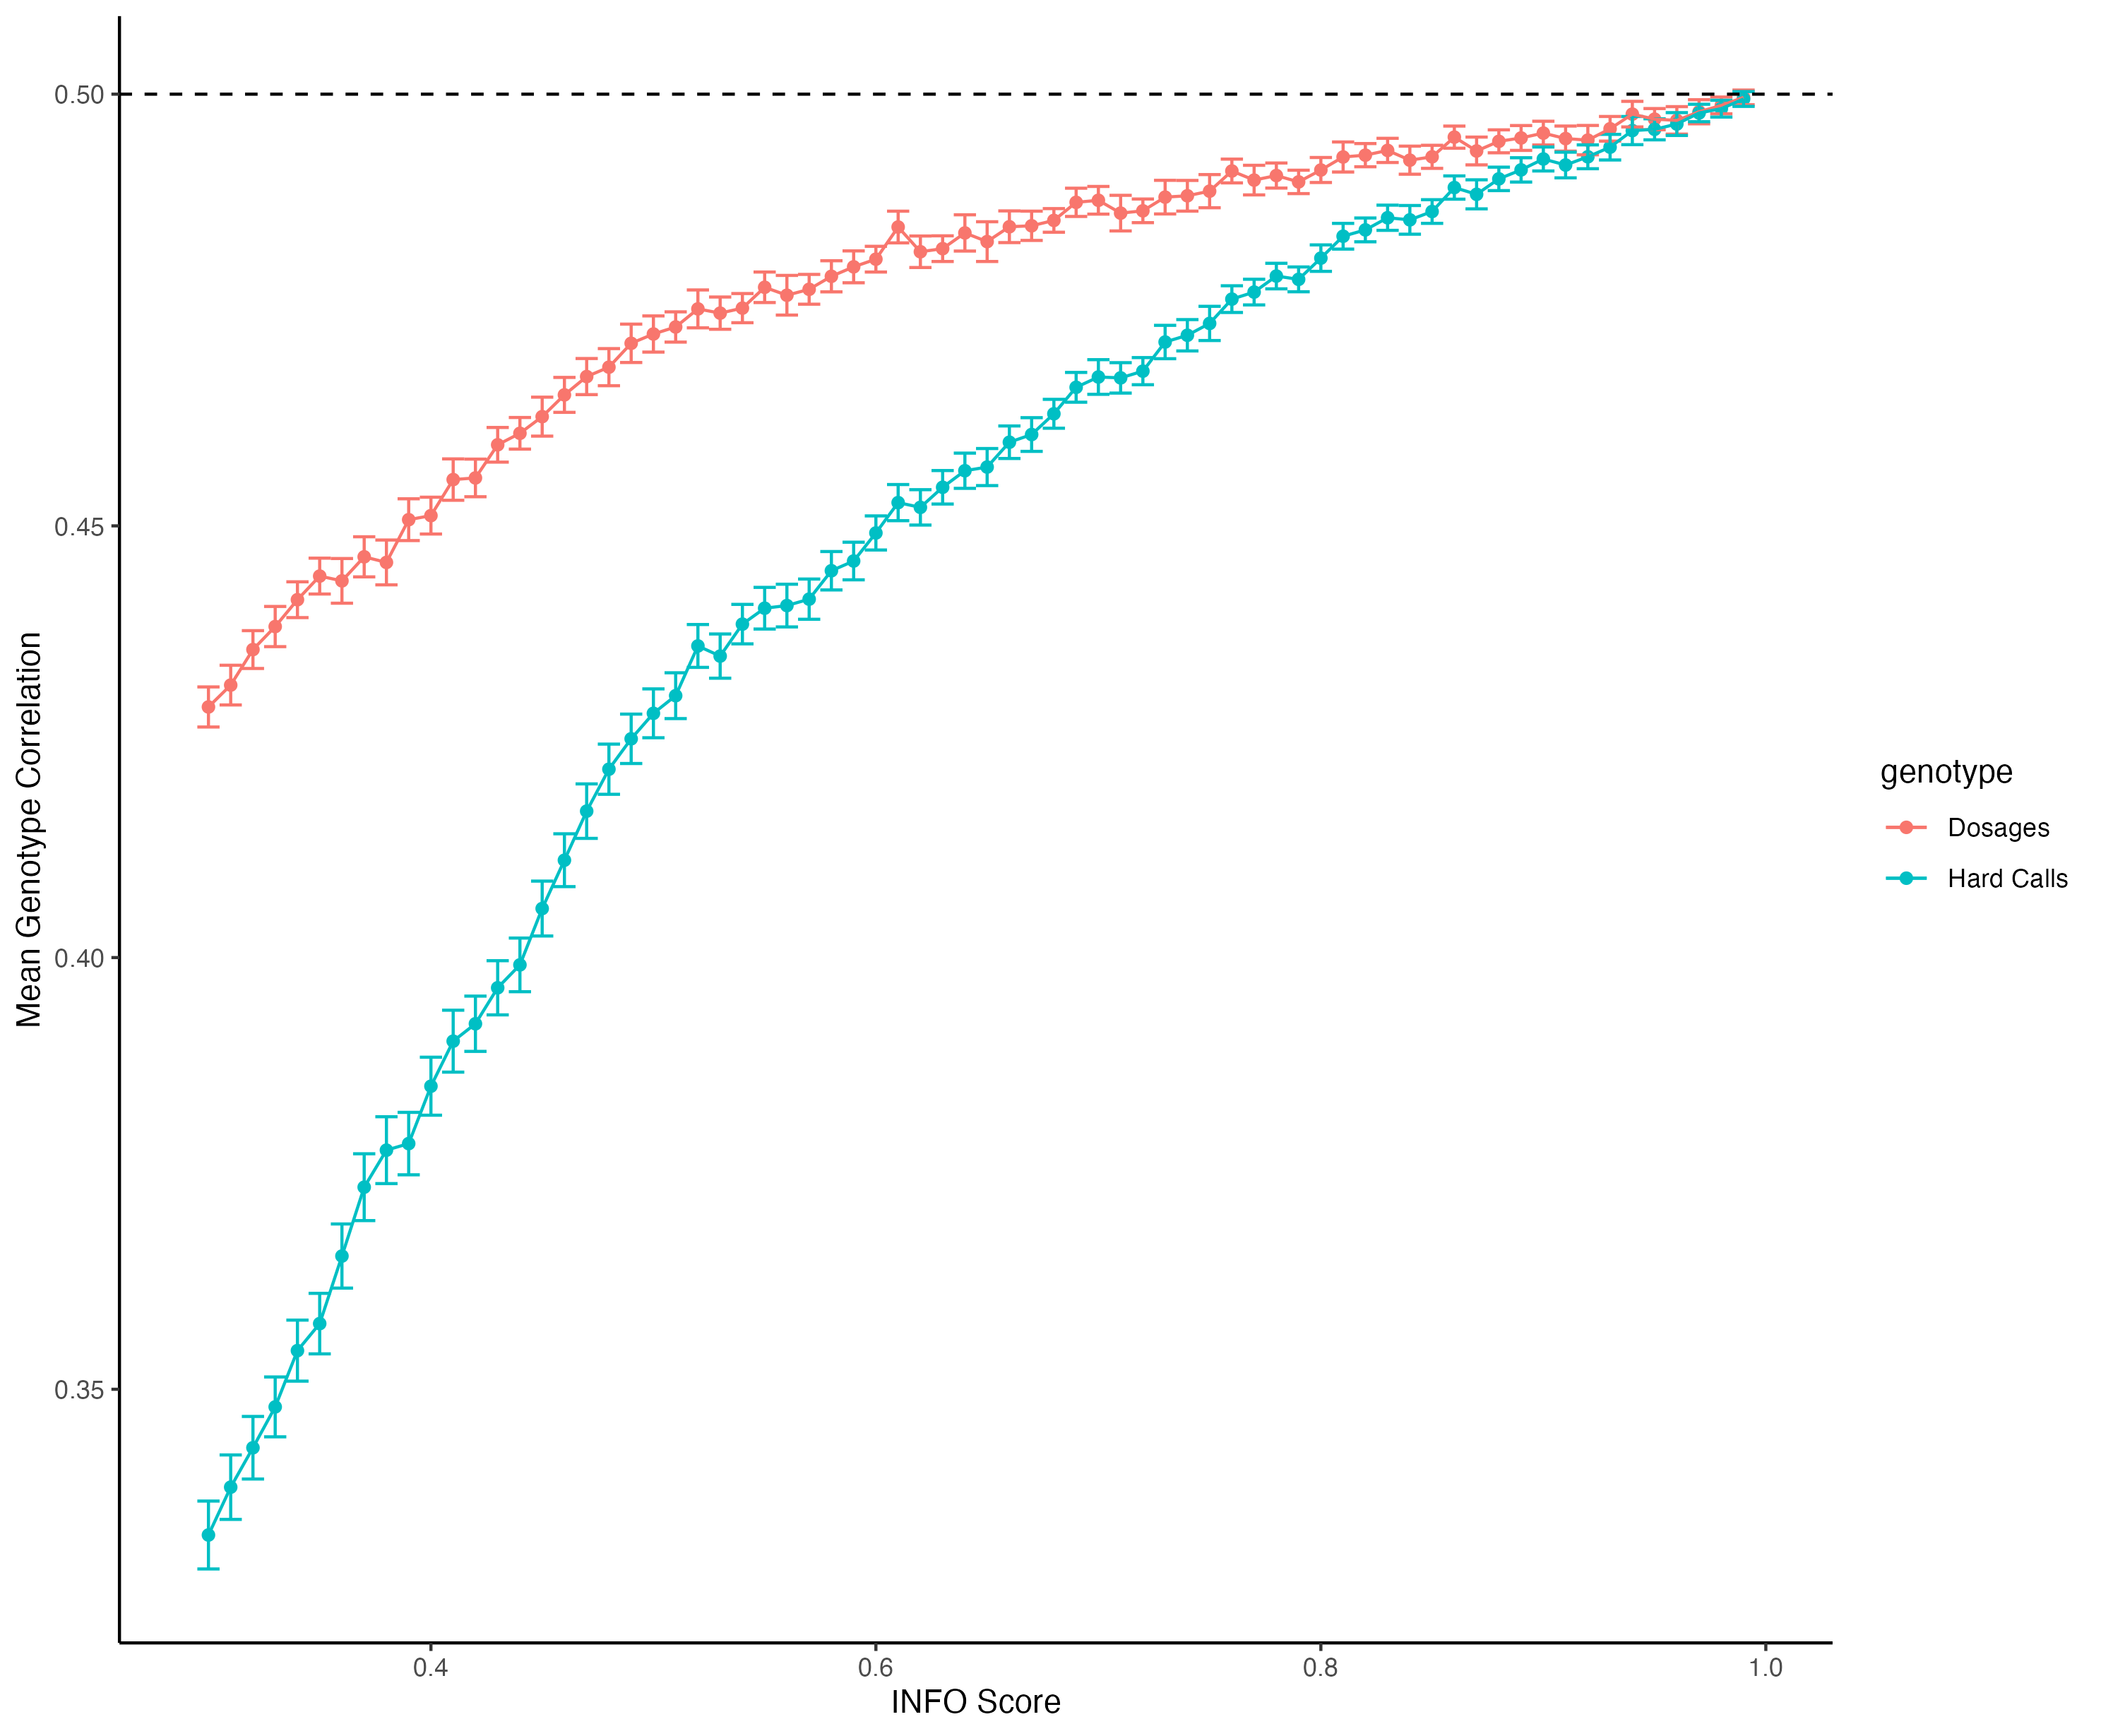 0.50
0.45
0.40
0.35
Mean Genotype Correlation
0.4
0.6
0.8
1.0
INFO Score
genotype
Dosages
Hard Calls